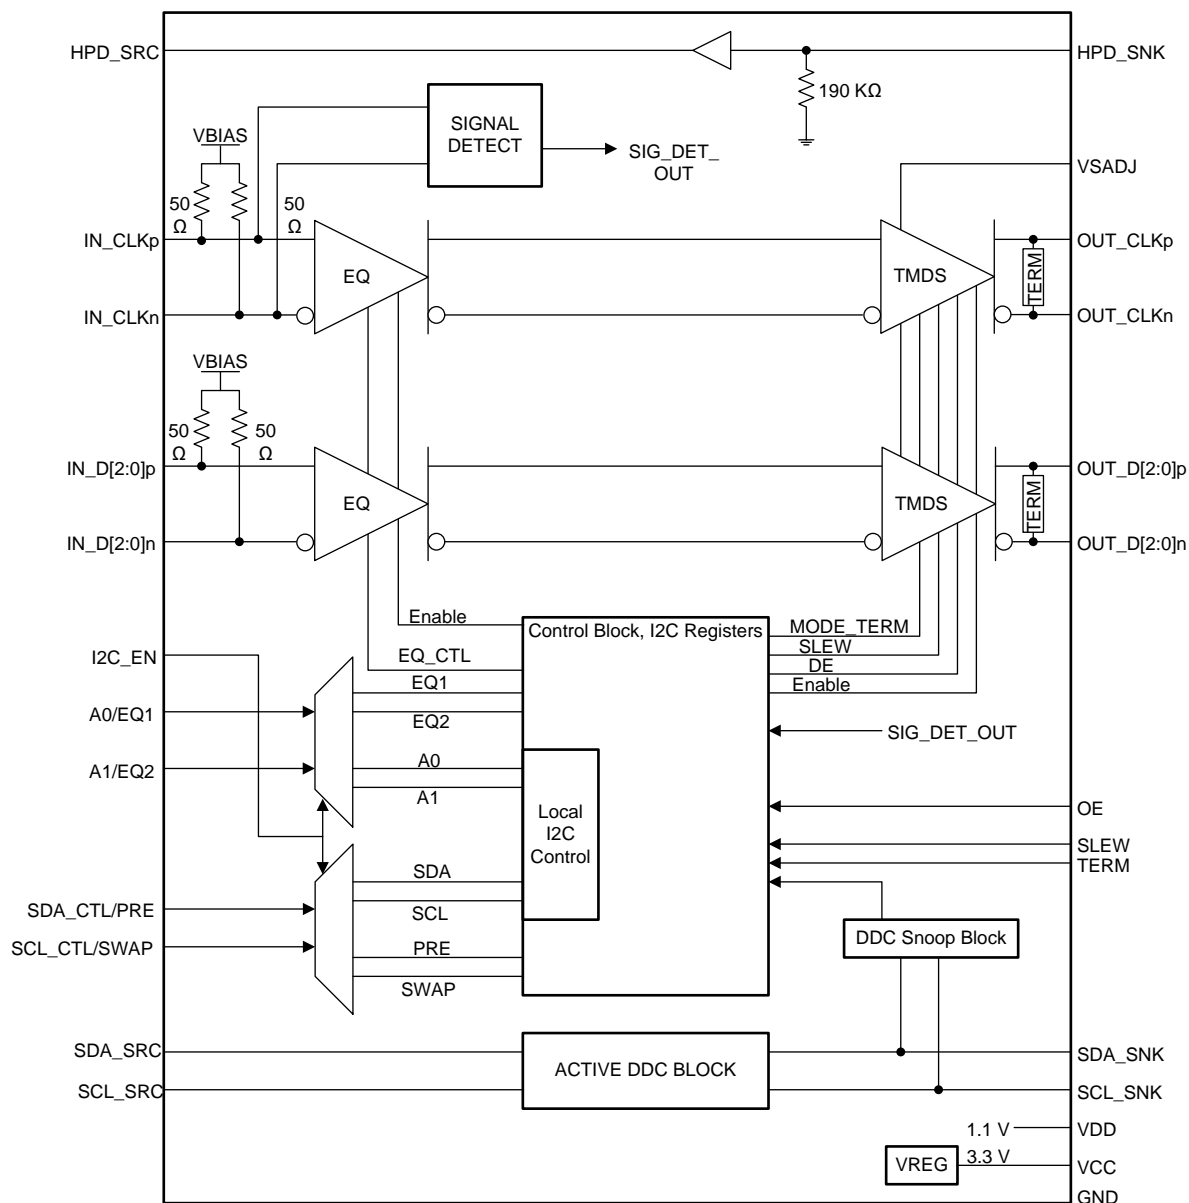 HPD_SRC
HPD_SNK
190 KΩ
SIGNAL
DETECT
SIG_DET_
OUT
VBIAS
VSADJ
50
Ω
50
Ω
IN_CLKp
EQ
TMDS
TERM
OUT_CLKp
IN_CLKn
OUT_CLKn
VBIAS
50
Ω
50
Ω
IN_D[2:0]p
EQ
TMDS
TERM
OUT_D[2:0]p
IN_D[2:0]n
OUT_D[2:0]n
Enable
Control Block, I2C Registers
MODE_TERM
SLEW
DE
Enable
I2C_EN
EQ_CTL
EQ1
A0/EQ1
EQ2
SIG_DET_OUT
A1/EQ2
A0
A1
Local
I2C
Control
OE
SLEW
TERM
SDA
SDA_CTL/PRE
SCL
SCL_CTL/SWAP
PRE
SWAP
DDC Snoop Block
SDA_SRC
ACTIVE DDC BLOCK
SDA_SNK
SCL_SRC
SCL_SNK
1.1 V
VDD
VREG
3.3 V
VCC
GND